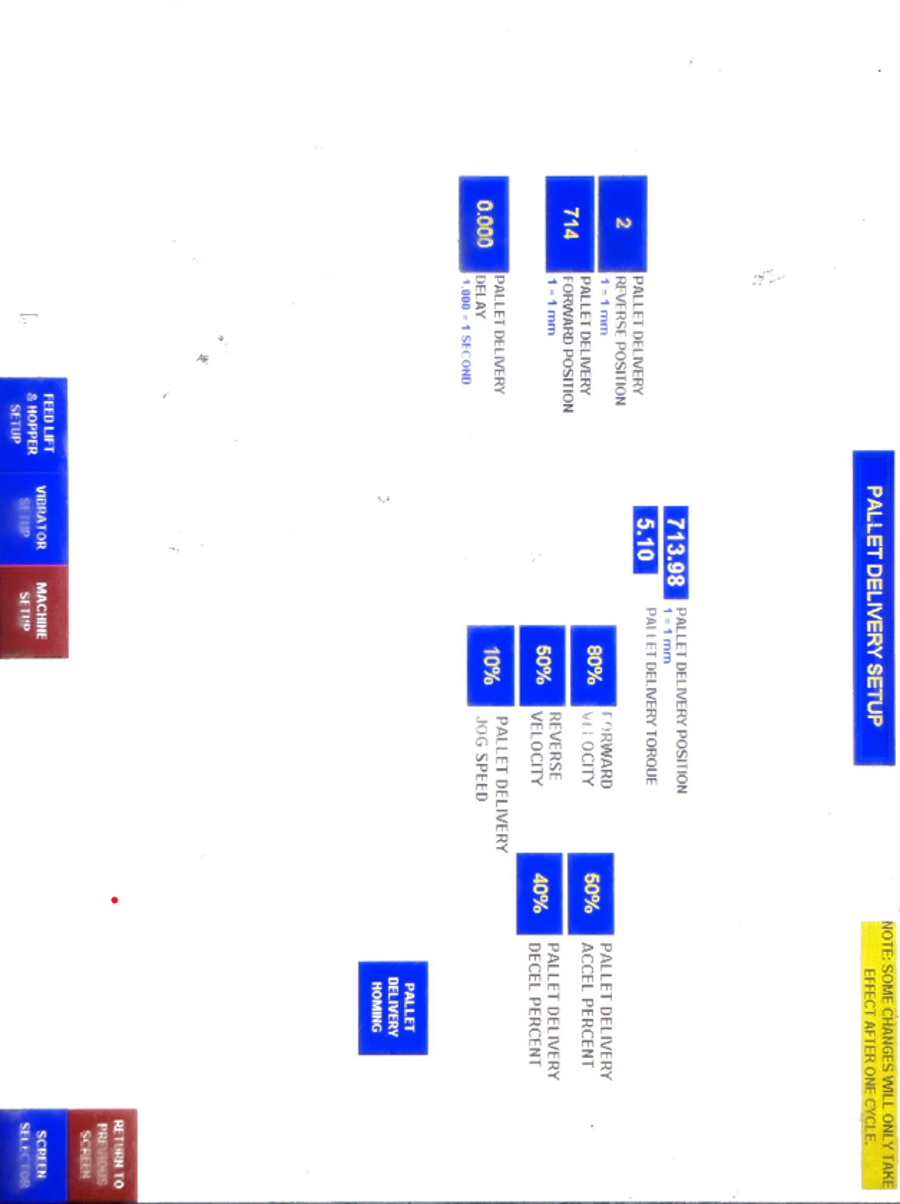 PALLET DELIVERY SETUP
NOTE: SOME CHANGES WILL ONLY TAKE
EFFECT AFTER ONE CYCLE.
713.98
PALLET DELIVERY POSITION
1 = 1 mm
5.10
PALLET DELIVERY TORQUE
2
PALLET DELIVERY
REVERSE POSITION
1 = 1 mm
714
PALLET DELIVERY
FORWARD POSITION
1 = 1 mm
0.000
PALLET DELIVERY
DELAY
1.000 = 1 SECOND
80%
FORWARD
VELOCITY
50%
REVERSE
VELOCITY
10%
PALLET DELIVERY
JOG SPEED
50%
PALLET DELIVERY
ACCEL PERCENT
40%
PALLET DELIVERY
DECEL PERCENT
PALLET
DELIVERY
HOMING
FEED LIFT
& HOPPER
SETUP
VIBRATOR
SETUP
MACHINE
SETUP
RETURN TO
PREVIOUS
SCREEN
SCREEN
SELECTOR